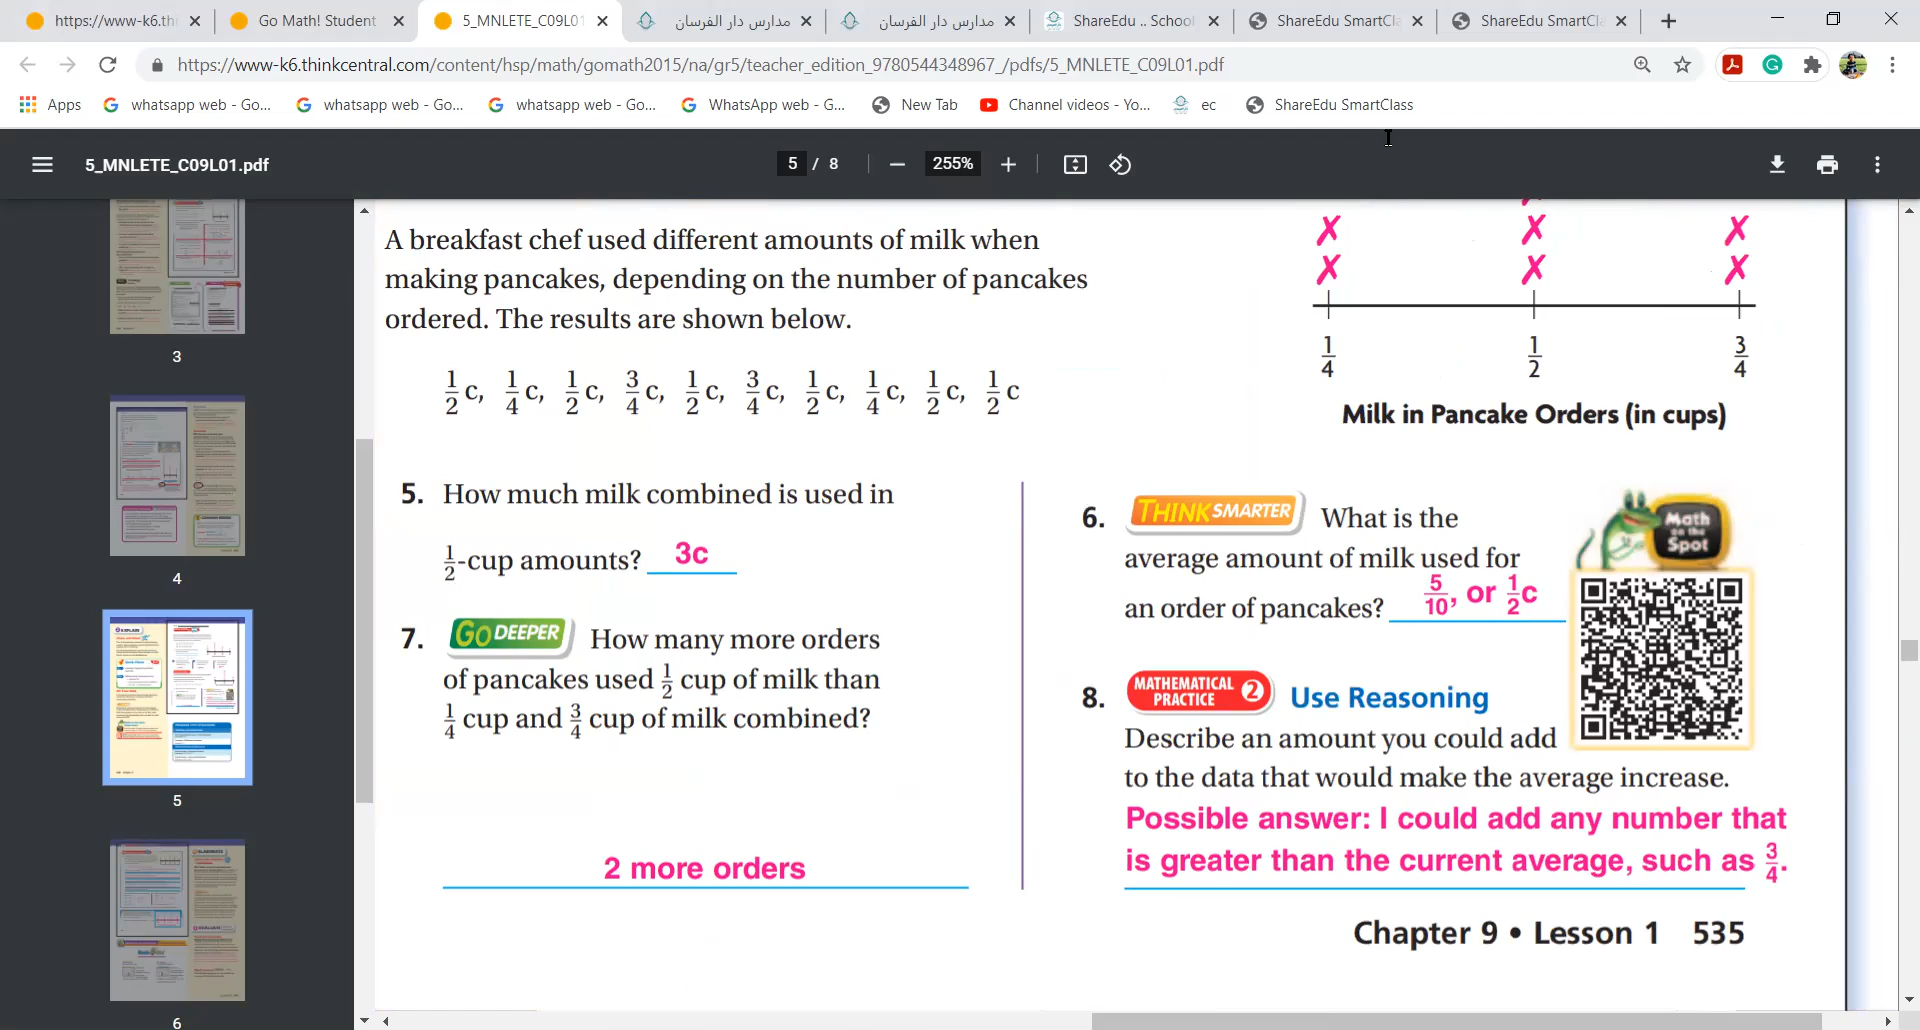 https://www-k6.thi
Go Math! Student
5_MNLETE_C09L01
مدارس دار الفرسان
مدارس دار الفرسان
ShareEdu .. School
ShareEdu SmartCla
ShareEdu SmartCla
https://www-k6.thinkcentral.com/content/hsp/math/gomath2015/na/gr5/teacher_edition_9780544348967_/pdfs/5_MNLETE_C09L01.pdf
Apps whatsapp web - Go... whatsapp web - Go... whatsapp web - Go... WhatsApp web - G... New Tab Channel videos - Yo... ec ShareEdu SmartClass
5_MNLETE_C09L01.pdf 5 / 8 255%
3
4
5
6
A breakfast chef used different amounts of milk when
making pancakes, depending on the number of pancakes
ordered. The results are shown below.
1/2 c, 1/4 c, 1/2 c, 3/4 c, 1/2 c, 3/4 c, 1/2 c, 1/4 c, 1/2 c, 1/2 c
X X X
X X X
1/4 1/2 3/4
Milk in Pancake Orders (in cups)
5. How much milk combined is used in
1/2-cup amounts? 3c
7. GO DEEPER How many more orders
of pancakes used 1/2 cup of milk than
1/4 cup and 3/4 cup of milk combined?
2 more orders
6. THINK SMARTER What is the
average amount of milk used for
an order of pancakes? 5/10, or 1/2c
Math
on the
Spot
8. MATHEMATICAL PRACTICE 2 Use Reasoning
Describe an amount you could add
to the data that would make the average increase.
Possible answer: I could add any number that
is greater than the current average, such as 3/4.
Chapter 9 • Lesson 1 535